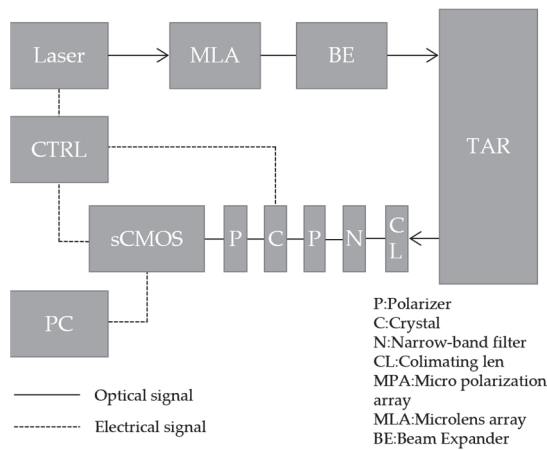 Laser
MLA
BE
TAR
CTRL
sCMOS
P
C
P
N
C
L
PC
P:Polarizer
C:Crystal
N:Narrow-band filter
CL:Colimating len
MPA:Micro polarization
array
MLA:Microlens array
BE:Beam Expander
Optical signal
Electrical signal